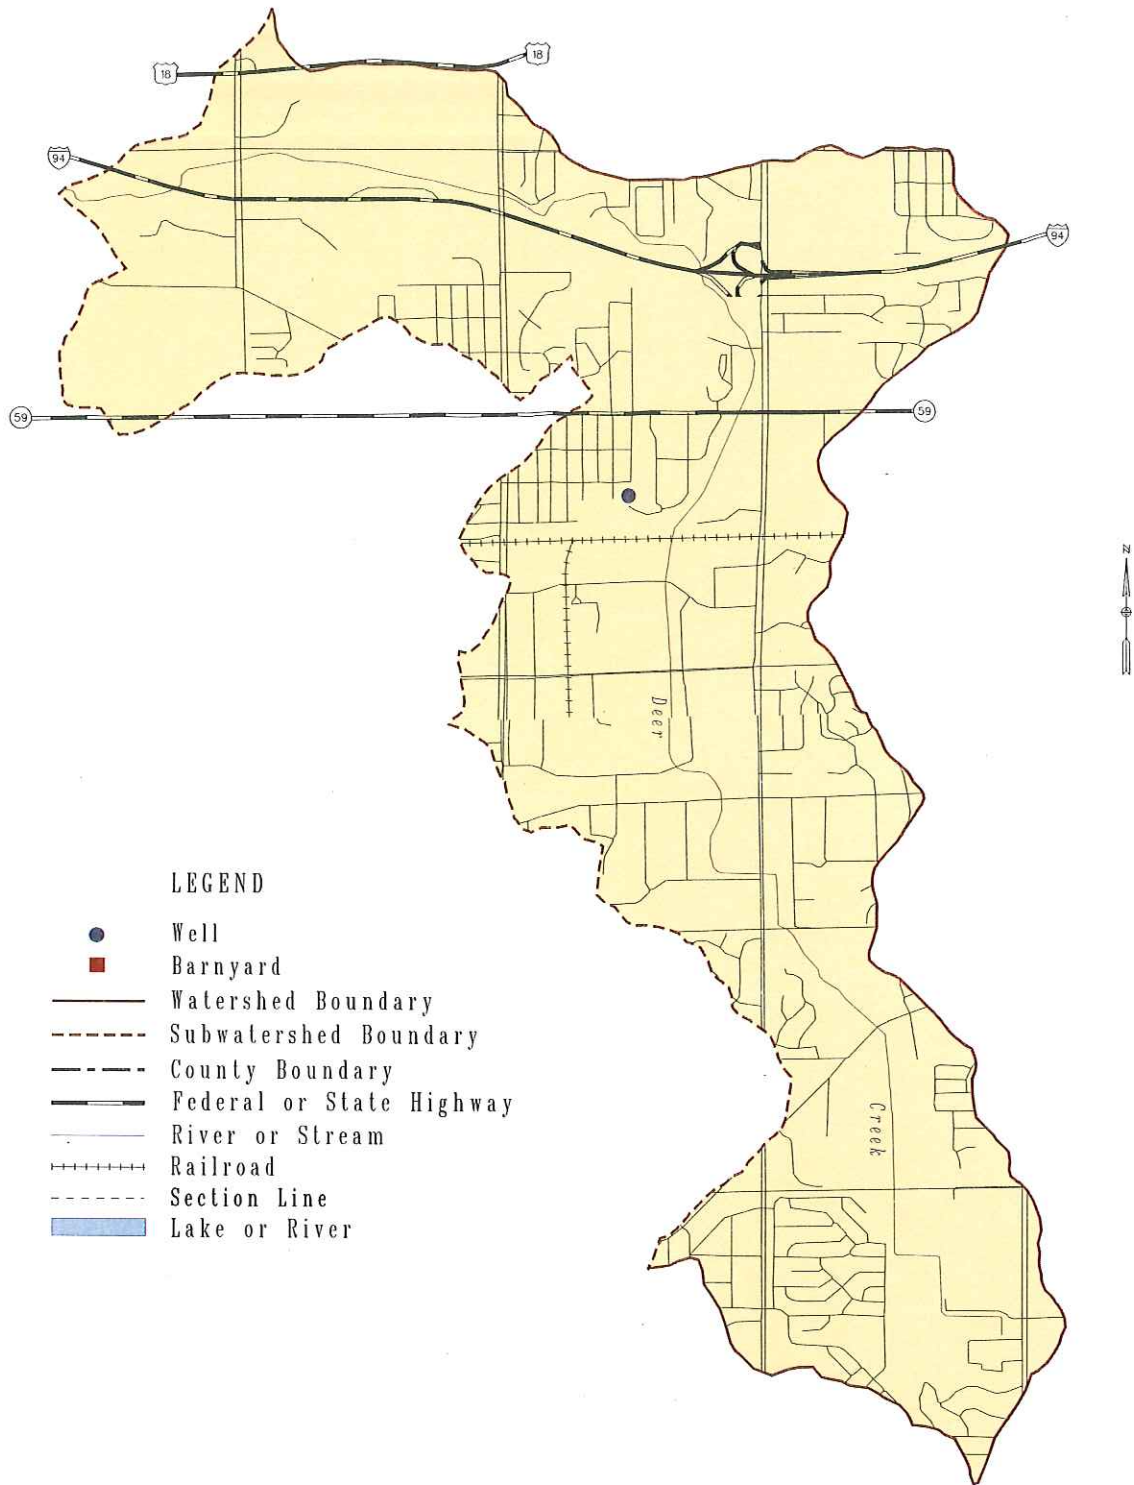 18
18
94
94
59
59
N
Deer
Creek
LEGEND
Well
Barnyard
Watershed Boundary
Subwatershed Boundary
County Boundary
Federal or State Highway
River or Stream
Railroad
Section Line
Lake or River